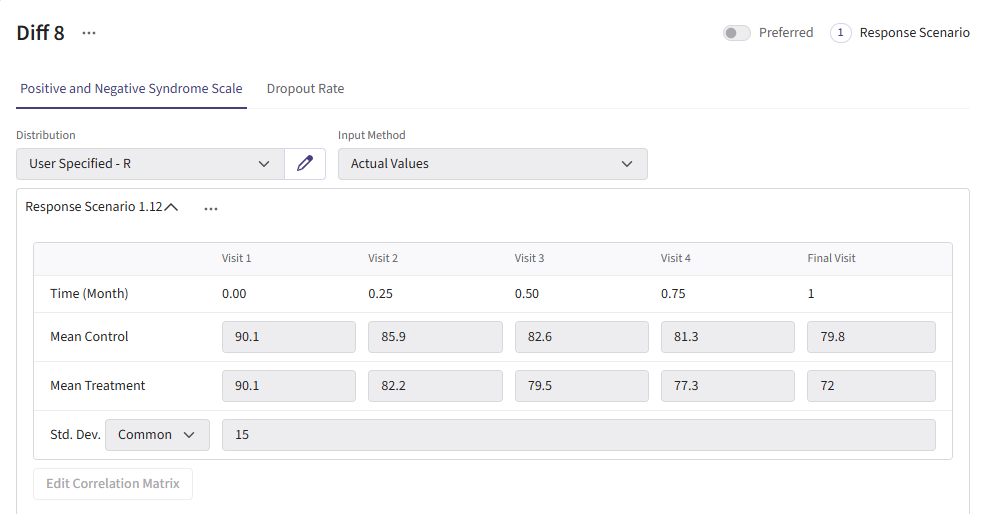 Diff 8 ...
Preferred 1 Response Scenario
Positive and Negative Syndrome Scale Dropout Rate
Distribution Input Method
User Specified - R Actual Values
Response Scenario 1.12 ...
Visit 1 Visit 2 Visit 3 Visit 4 Final Visit
Time (Month) 0.00 0.25 0.50 0.75 1
Mean Control 90.1 85.9 82.6 81.3 79.8
Mean Treatment 90.1 82.2 79.5 77.3 72
Std. Dev. Common 15
Edit Correlation Matrix